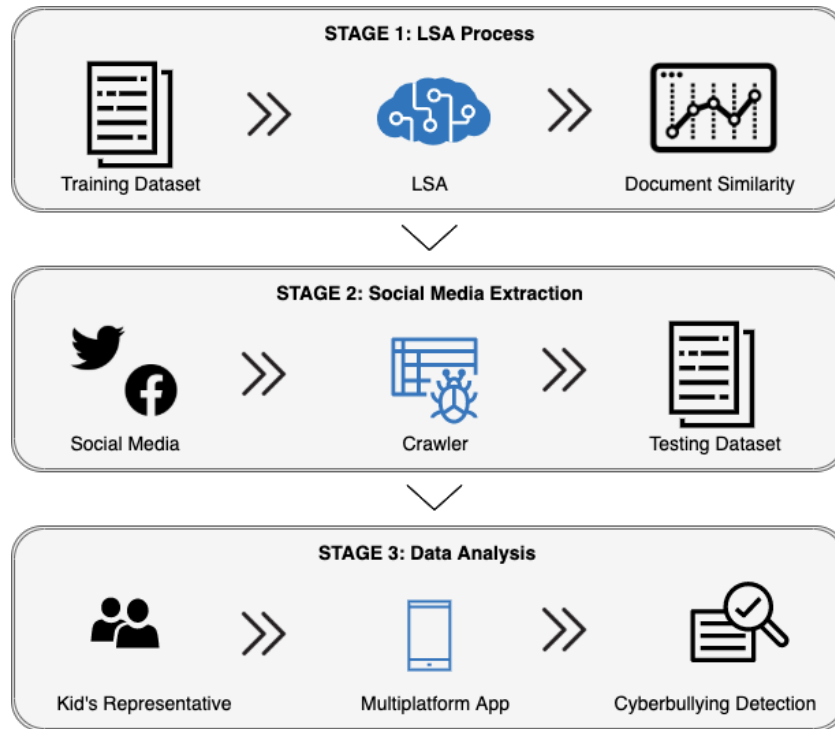 STAGE 1: LSA Process
Training Dataset
LSA
Document Similarity
STAGE 2: Social Media Extraction
Social Media
Crawler
Testing Dataset
STAGE 3: Data Analysis
Kid's Representative
Multiplatform App
Cyberbullying Detection